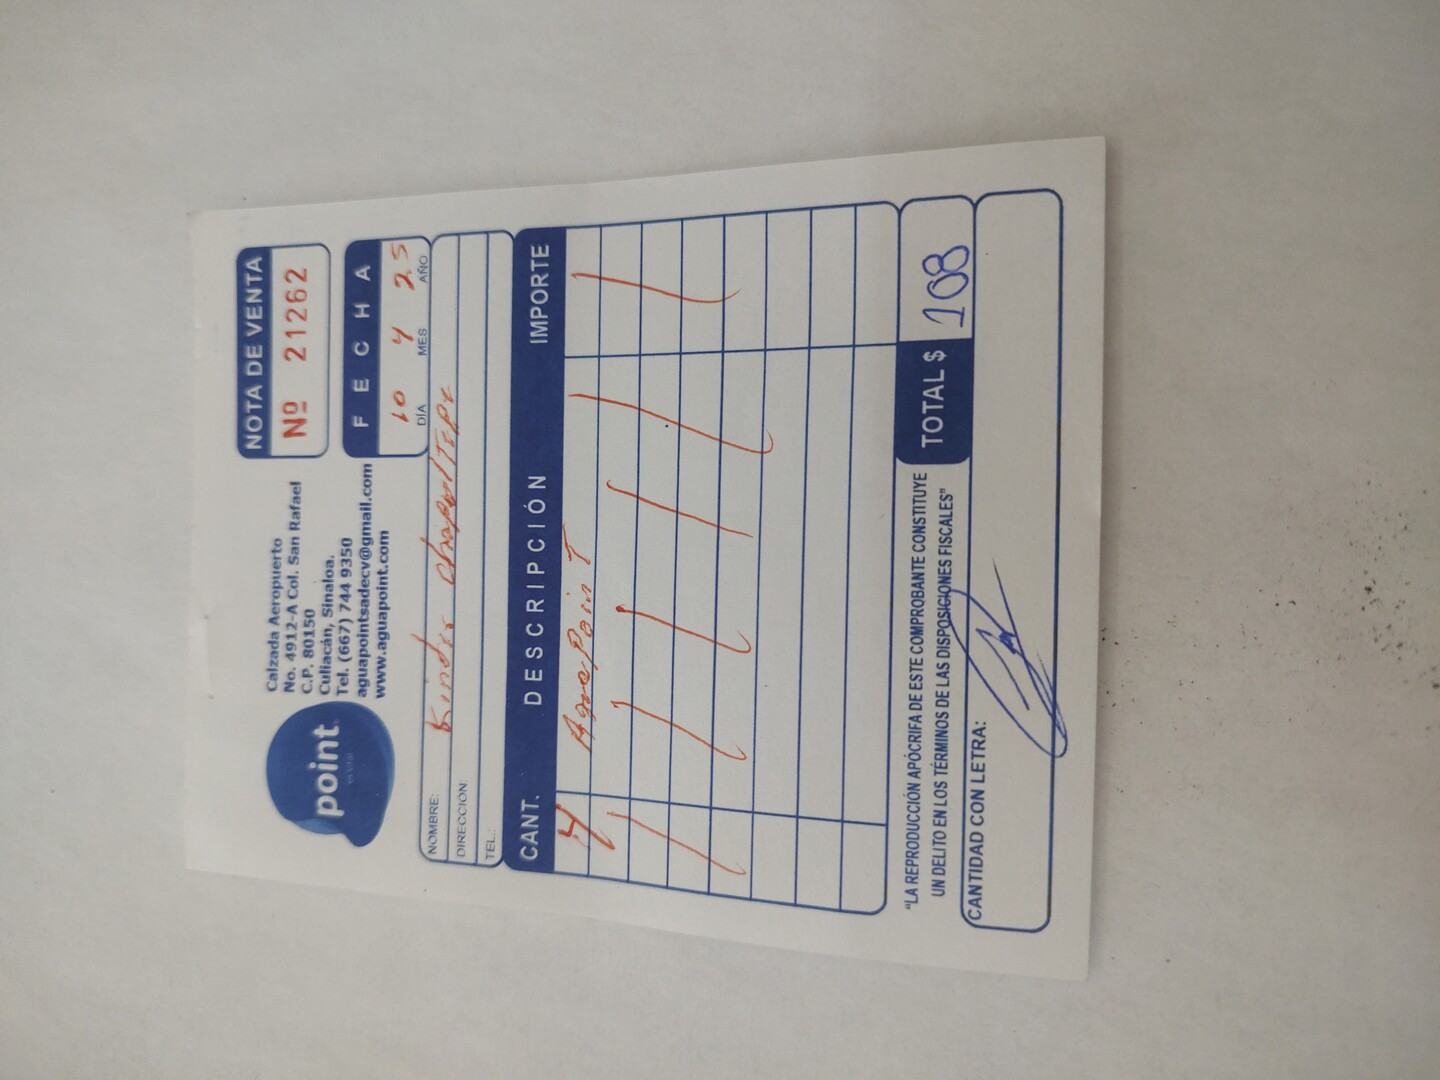 point
Calzada Aeropuerto
No. 4912-A Col. San Rafael
C.P. 80150
Culiacán, Sinaloa.
Tel. (667) 744 9350
aguapointsadecv@gmail.com
www.aguapoint.com
NOTA DE VENTA
Nº 21262
FECHA
10 4 25
DÍA MES AÑO
NOMBRE: Kinder Chapultepec
DIRECCIÓN:
TEL.:
CANT. DESCRIPCIÓN IMPORTE
4 AguaPoint
"LA REPRODUCCIÓN APÓCRIFA DE ESTE COMPROBANTE CONSTITUYE
UN DELITO EN LOS TÉRMINOS DE LAS DISPOSICIONES FISCALES"
TOTAL $ 108
CANTIDAD CON LETRA: